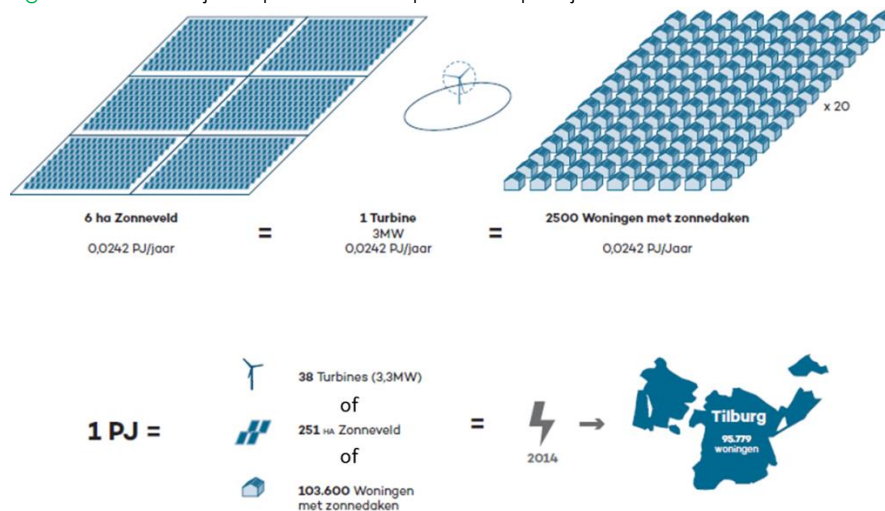 x 20
6 ha Zonneveld
0,0242 PJ/jaar
=
1 Turbine
3MW
0,0242 PJ/jaar
=
2500 Woningen met zonnedaken
0,0242 PJ/Jaar
1 PJ =
38 Turbines (3,3MW)
of
251 HA Zonneveld
of
103.600 Woningen
met zonnedaken
=
2014
Tilburg
95.779
woningen